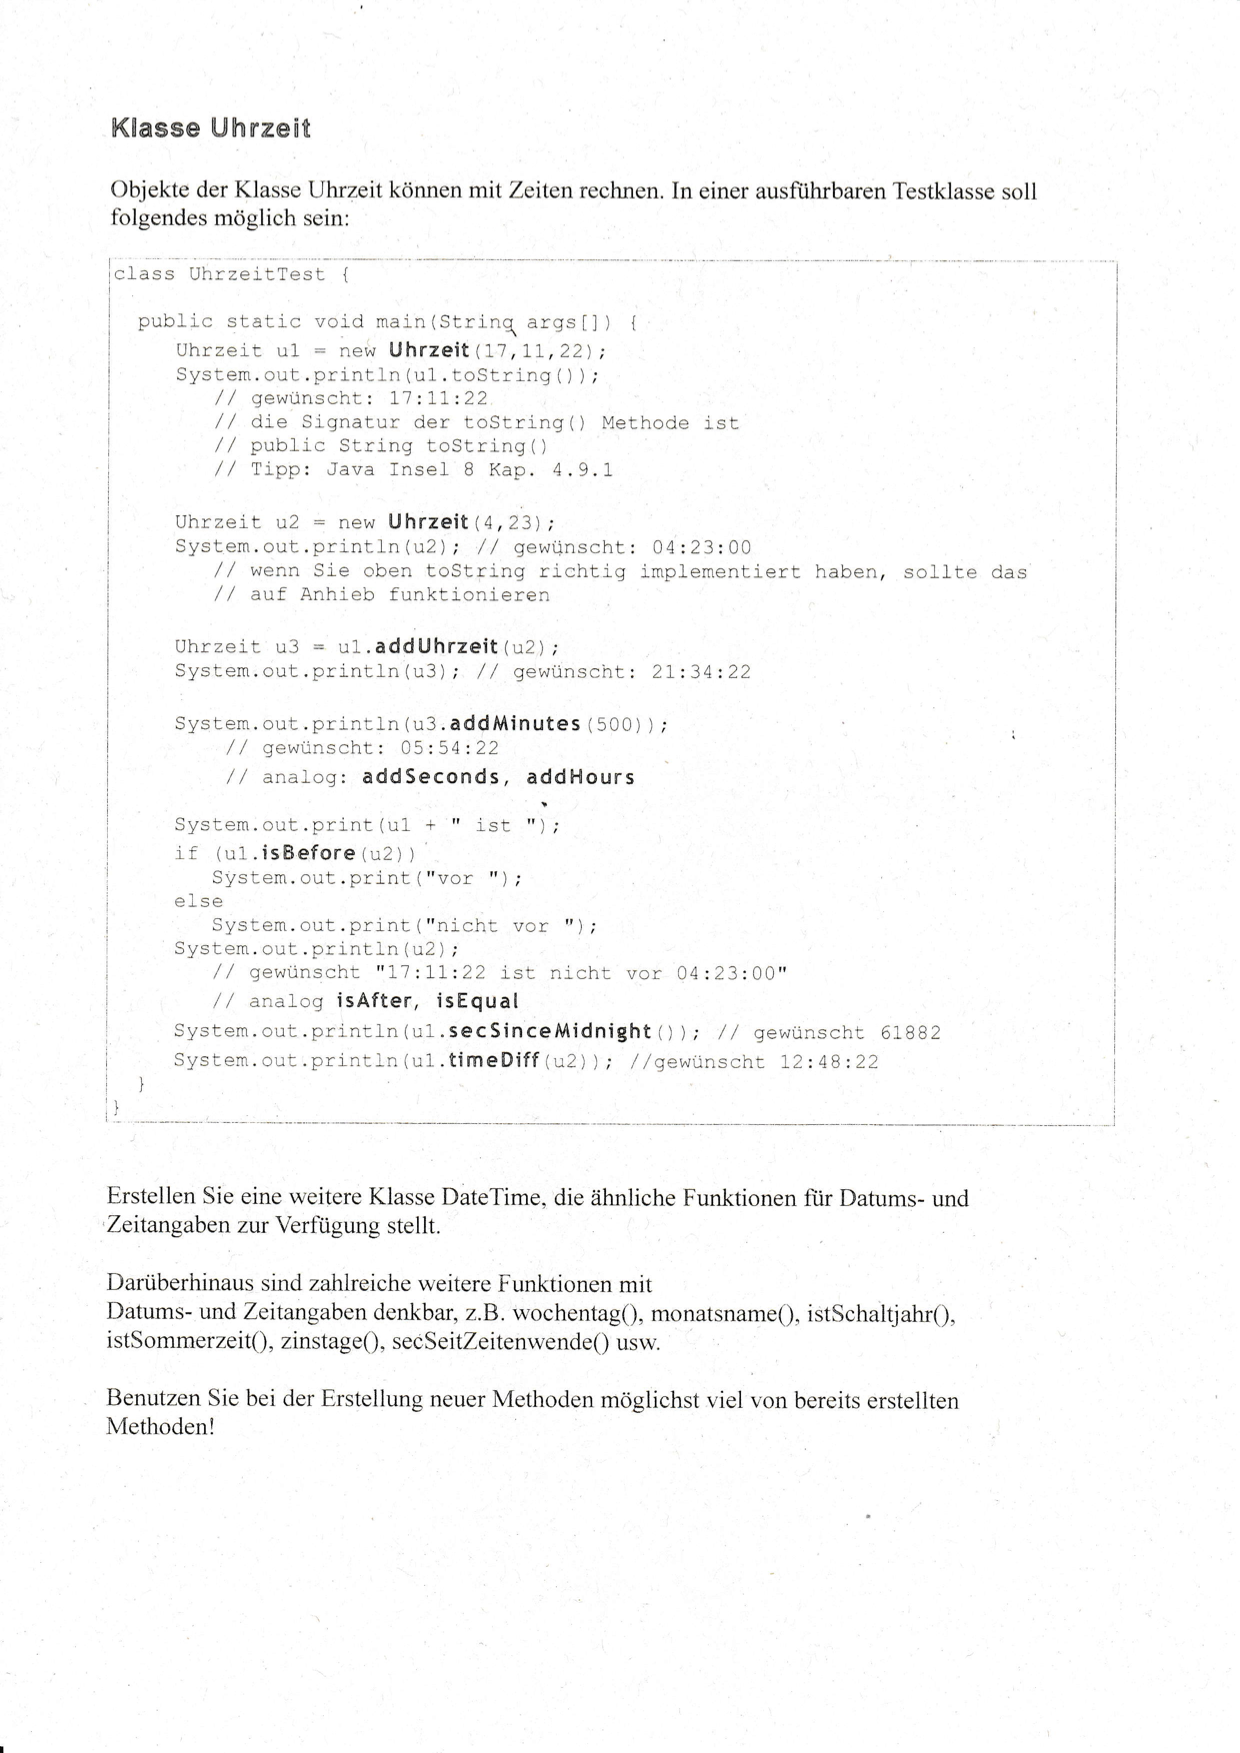 Klasse Uhrzeit
Objekte der Klasse Uhrzeit können mit Zeiten rechnen. In einer ausführbaren Testklasse soll
folgendes möglich sein:
class UhrzeitTest {
public static void main(String args[]) {
Uhrzeit u1 = new Uhrzeit(17,11,22);
System.out.println(u1.toString());
// gewünscht: 17:11:22
// die Signatur der toString() Methode ist
// public String toString()
// Tipp: Java Insel 8 Kap. 4.9.1
Uhrzeit u2 = new Uhrzeit(4,23);
System.out.println(u2); // gewünscht: 04:23:00
// wenn Sie oben toString richtig implementiert haben, sollte das
// auf Anhieb funktionieren
Uhrzeit u3 = u1.addUhrzeit(u2);
System.out.println(u3); // gewünscht: 21:34:22
System.out.println(u3.addMinutes(500));
// gewünscht: 05:54:22
// analog: addSeconds, addHours
System.out.print(u1 + " ist ");
if (u1.isBefore(u2))
System.out.print("vor ");
else
System.out.print("nicht vor ");
System.out.println(u2);
// gewünscht "17:11:22 ist nicht vor 04:23:00"
// analog isAfter, isEqual
System.out.println(u1.secSinceMidnight()); // gewünscht 61882
System.out.println(u1.timeDiff(u2)); //gewünscht 12:48:22
}
}
Erstellen Sie eine weitere Klasse DateTime, die ähnliche Funktionen für Datums- und
Zeitangaben zur Verfügung stellt.
Darüberhinaus sind zahlreiche weitere Funktionen mit
Datums- und Zeitangaben denkbar, z.B. wochentag(), monatsname(), istSchaltjahr(),
istSommerzeit(), zinstage(), secSeitZeitenwende() usw.
Benutzen Sie bei der Erstellung neuer Methoden möglichst viel von bereits erstellten
Methoden!